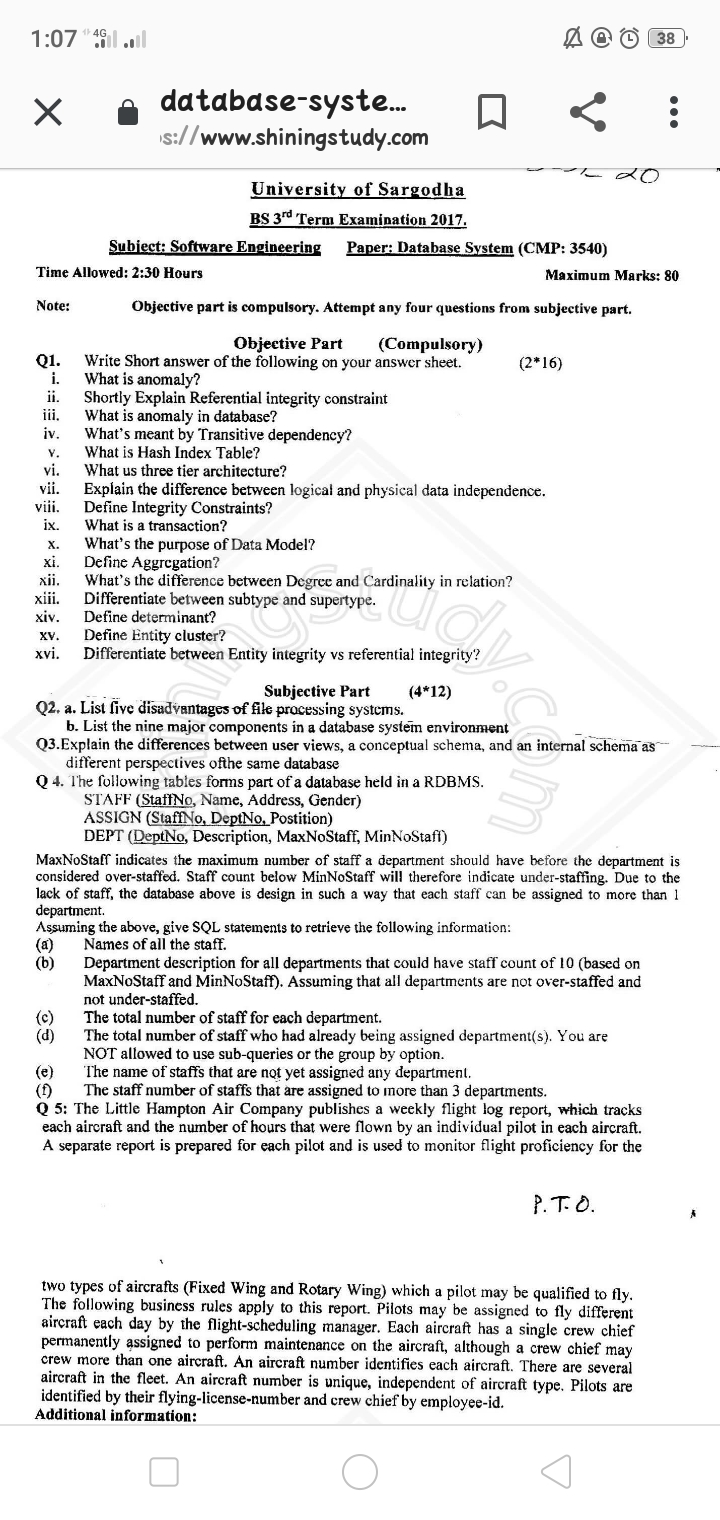 1:07 4G 38
database-syste...
s://www.shiningstudy.com
20
University of Sargodha
BS 3rd Term Examination 2017.
Subject: Software Engineering Paper: Database System (CMP: 3540)
Time Allowed: 2:30 Hours Maximum Marks: 80
Note: Objective part is compulsory. Attempt any four questions from subjective part.
Objective Part (Compulsory)
Q1. Write Short answer of the following on your answer sheet. (2*16)
i. What is anomaly?
ii. Shortly Explain Referential integrity constraint
iii. What is anomaly in database?
iv. What's meant by Transitive dependency?
v. What is Hash Index Table?
vi. What us three tier architecture?
vii. Explain the difference between logical and physical data independence.
viii. Define Integrity Constraints?
ix. What is a transaction?
x. What's the purpose of Data Model?
xi. Define Aggregation?
xii. What's the difference between Degree and Cardinality in relation?
xiii. Differentiate between subtype and supertype.
xiv. Define determinant?
xv. Define Entity cluster?
xvi. Differentiate between Entity integrity vs referential integrity?
Subjective Part (4*12)
Q2. a. List five disadvantages of file processing systems.
b. List the nine major components in a database system environment
Q3.Explain the differences between user views, a conceptual schema, and an internal schema as
different perspectives ofthe same database
Q 4. The following tables forms part of a database held in a RDBMS.
STAFF (StaffNo, Name, Address, Gender)
ASSIGN (StaffNo, DeptNo, Postition)
DEPT (DeptNo, Description, MaxNoStaff, MinNoStaff)
MaxNoStaff indicates the maximum number of staff a department should have before the department is
considered over-staffed. Staff count below MinNoStaff will therefore indicate under-staffing. Due to the
lack of staff, the database above is design in such a way that each staff can be assigned to more than 1
department.
Assuming the above, give SQL statements to retrieve the following information:
(a) Names of all the staff.
(b) Department description for all departments that could have staff count of 10 (based on
MaxNoStaff and MinNoStaff). Assuming that all departments are not over-staffed and
not under-staffed.
(c) The total number of staff for each department.
(d) The total number of staff who had already being assigned department(s). You are
NOT allowed to use sub-queries or the group by option.
(e) The name of staffs that are not yet assigned any department.
(f) The staff number of staffs that are assigned to more than 3 departments.
Q 5: The Little Hampton Air Company publishes a weekly flight log report, which tracks
each aircraft and the number of hours that were flown by an individual pilot in each aircraft.
A separate report is prepared for each pilot and is used to monitor flight proficiency for the
P.T.O.
two types of aircrafts (Fixed Wing and Rotary Wing) which a pilot may be qualified to fly.
The following business rules apply to this report. Pilots may be assigned to fly different
aircraft each day by the flight-scheduling manager. Each aircraft has a single crew chief
permanently assigned to perform maintenance on the aircraft, although a crew chief may
crew more than one aircraft. An aircraft number identifies each aircraft. There are several
aircraft in the fleet. An aircraft number is unique, independent of aircraft type. Pilots are
identified by their flying-license-number and crew chief by employee-id.
Additional information:
ShiningStudy.com